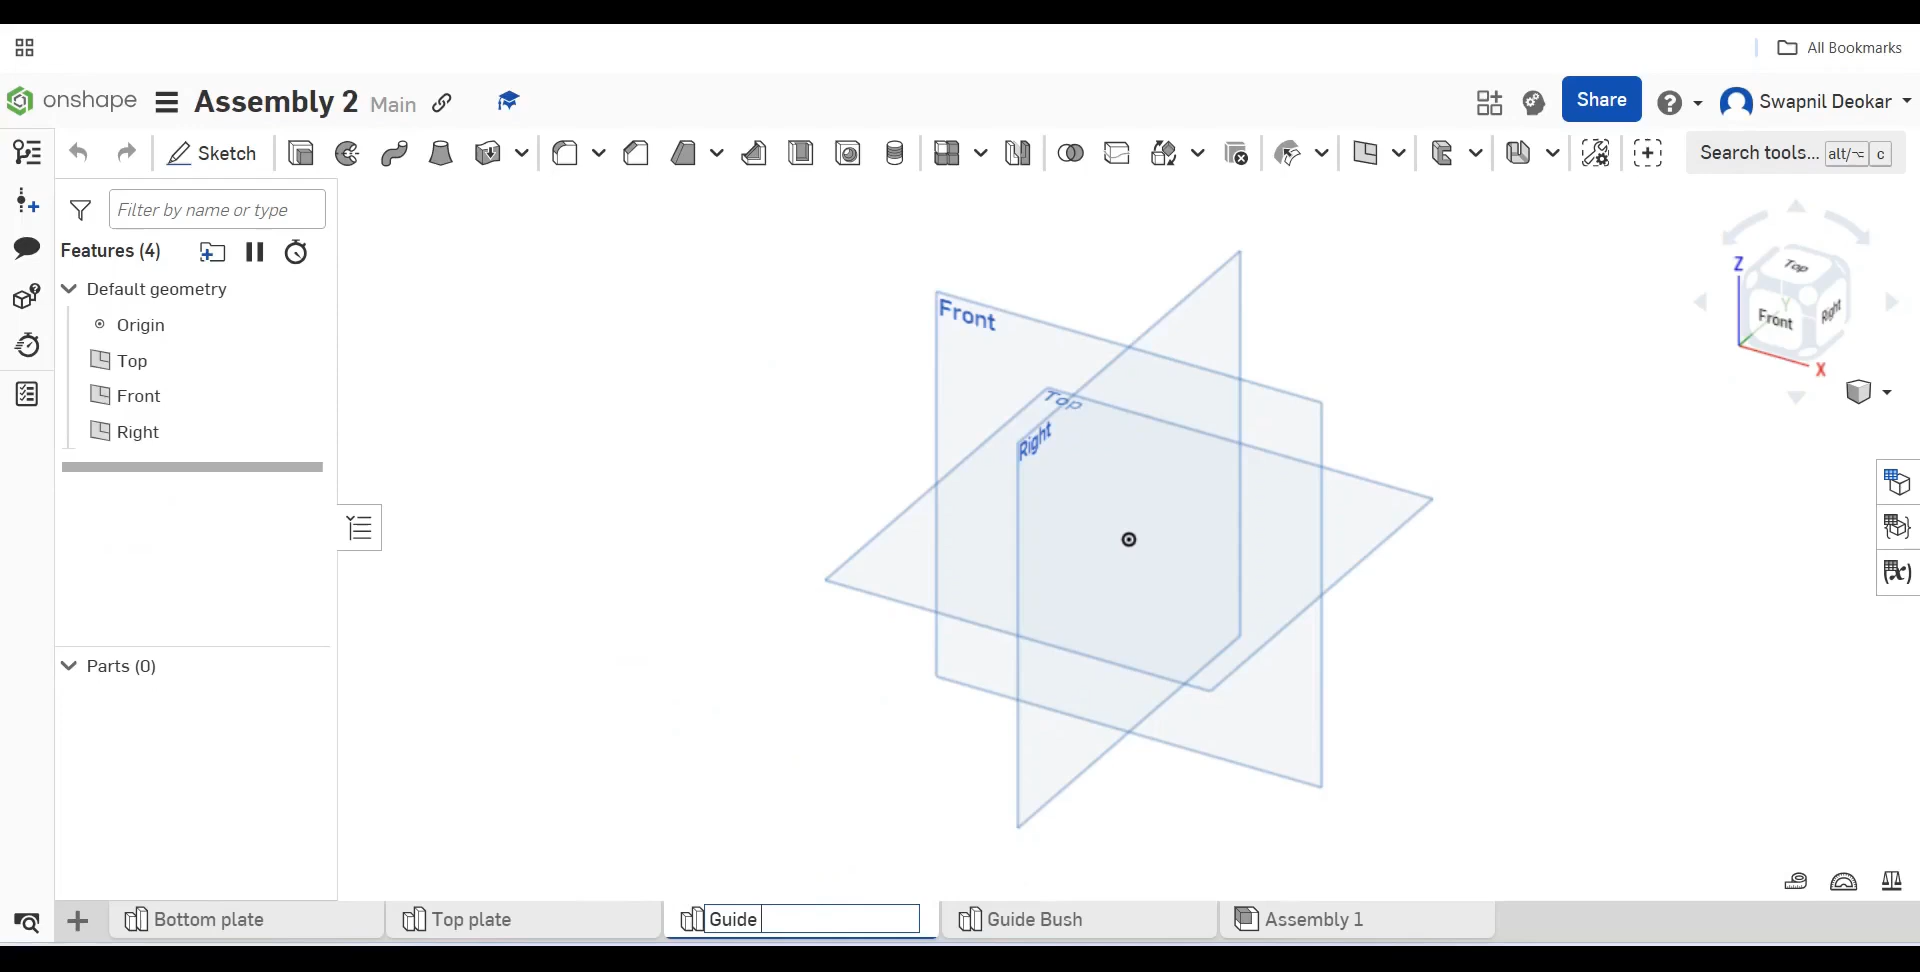 All Bookmarks
onshape Assembly 2 Main Share Swapnil Deokar
Sketch Search tools... alt/⌥ c
Filter by name or type
Features (4)
Default geometry
Origin
Top
Front
Right
Parts (0)
Front
Top
Right
Z
Top
Y
Front
Right
X
(x)
Bottom plate Top plate Guide Guide Bush Assembly 1